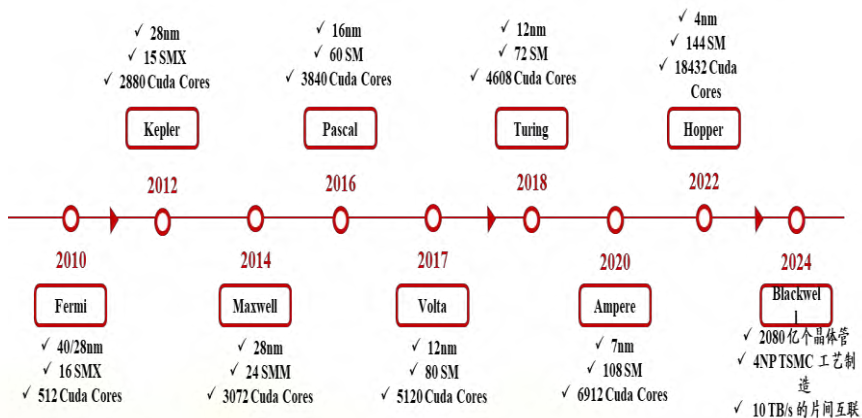 ✓ 28nm
✓ 15 SMX
✓ 2880 Cuda Cores
Kepler
2012
✓ 16nm
✓ 60 SM
✓ 3840 Cuda Cores
Pascal
2016
✓ 12nm
✓ 72 SM
✓ 4608 Cuda Cores
Turing
2018
✓ 4nm
✓ 144 SM
✓ 18432 Cuda
Cores
Hopper
2022
2010
Fermi
✓ 40/28nm
✓ 16 SMX
✓ 512 Cuda Cores
2014
Maxwell
✓ 28nm
✓ 24 SMM
✓ 3072 Cuda Cores
2017
Volta
✓ 12nm
✓ 80 SM
✓ 5120 Cuda Cores
2020
Ampere
✓ 7nm
✓ 108 SM
✓ 6912 Cuda Cores
2024
Blackwel
l
✓ 2080 亿个晶体管
✓ 4NP TSMC 工艺制
造
✓ 10 TB/s 的片间互联